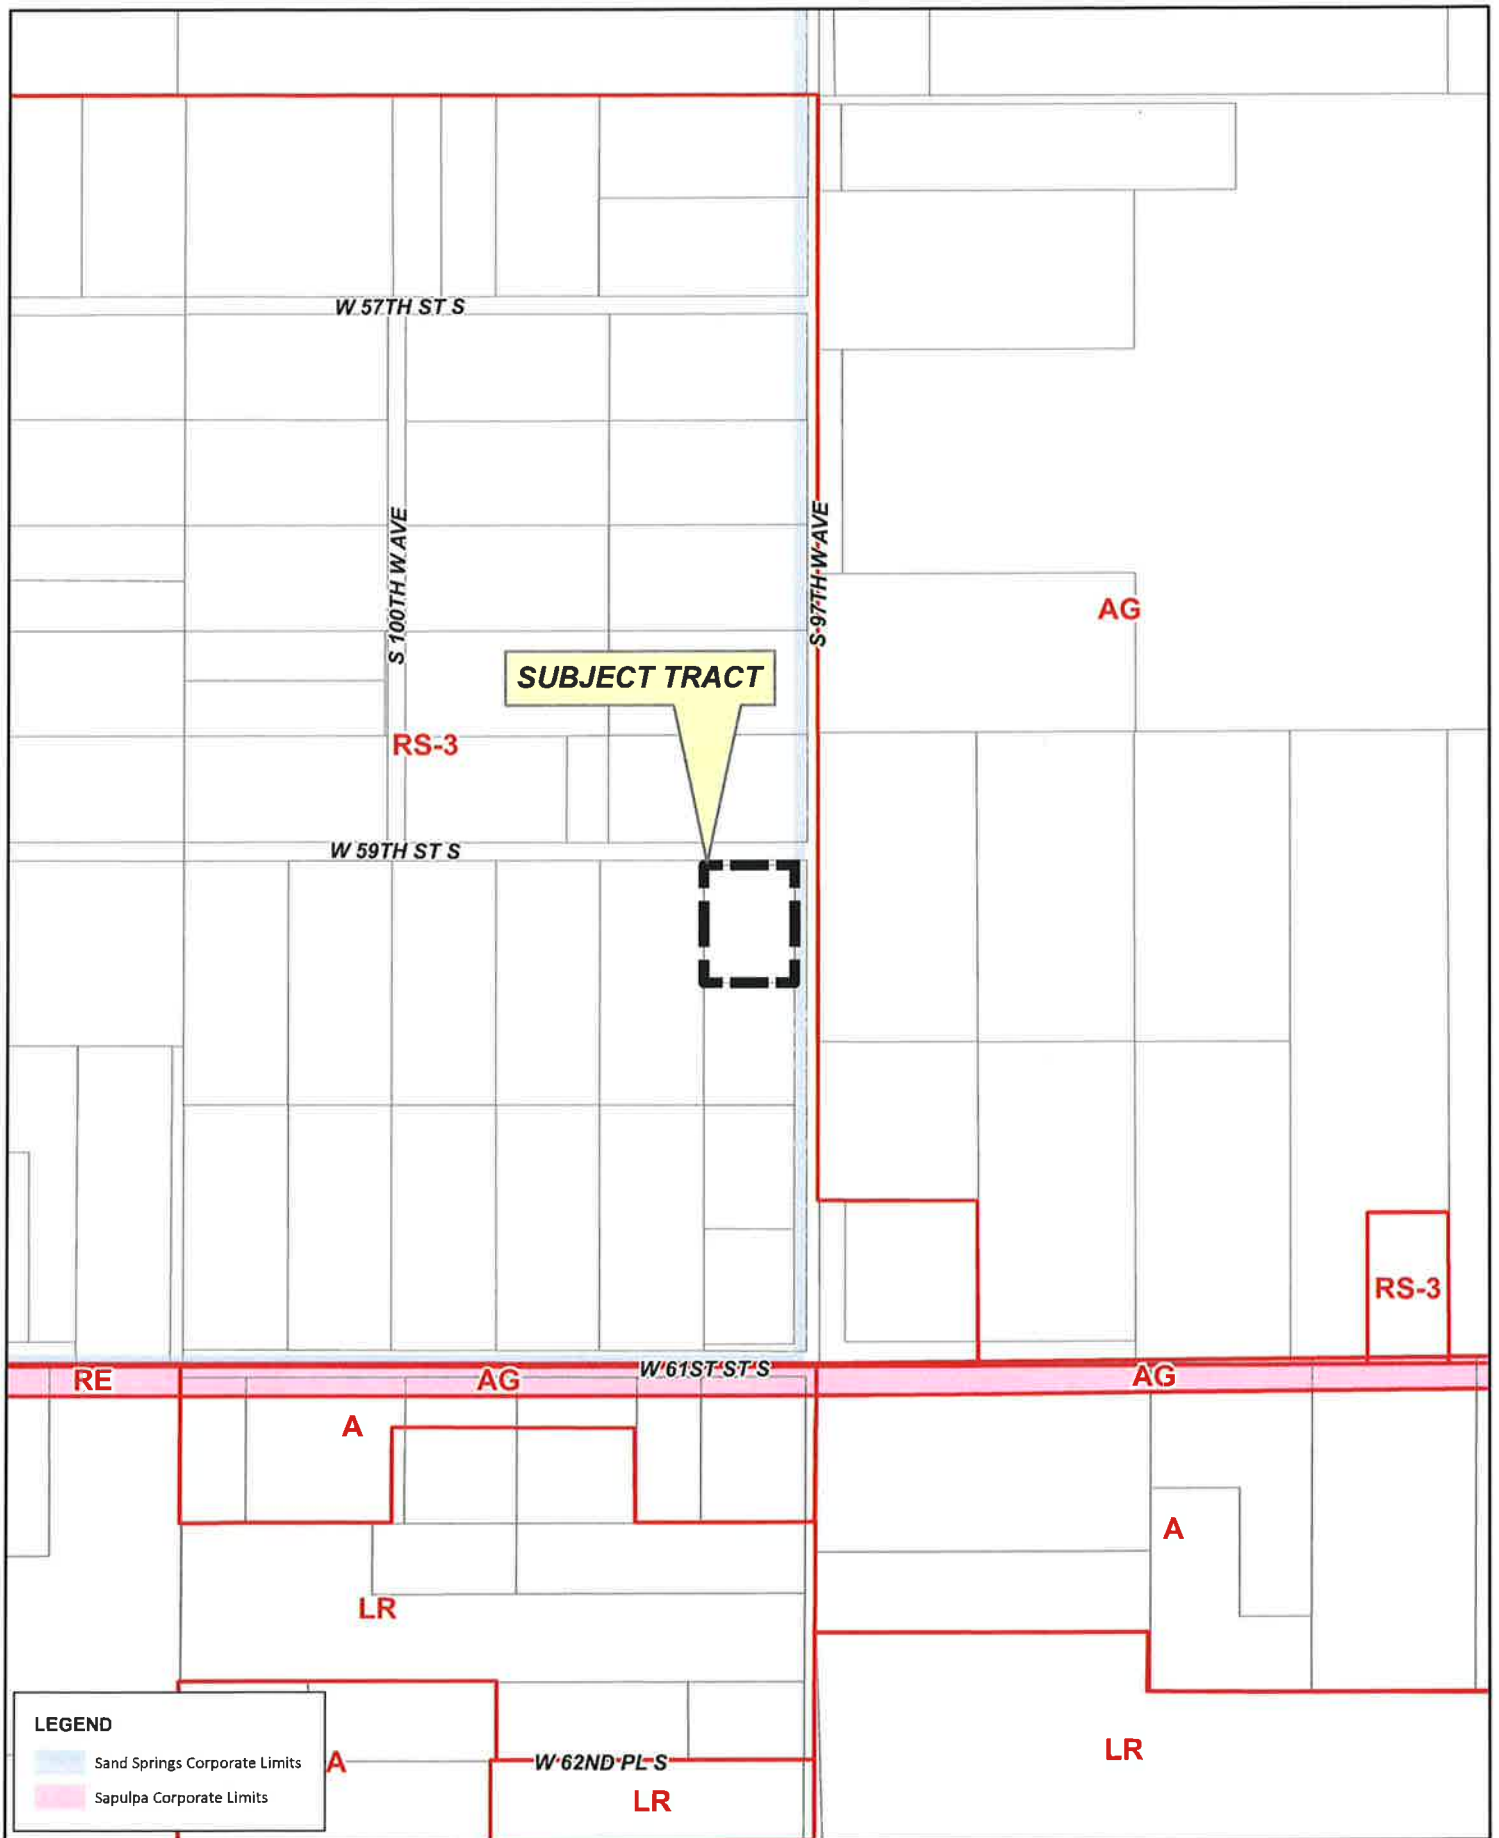 W 57TH ST S
S 100TH W AVE
S 97TH W AVE
AG
SUBJECT TRACT
RS-3
W 59TH ST S
RS-3
W 61ST ST S
RE
AG
AG
A
A
LR
LEGEND
Sand Springs Corporate Limits
Sapulpa Corporate Limits
A
W 62ND PL S
LR
LR